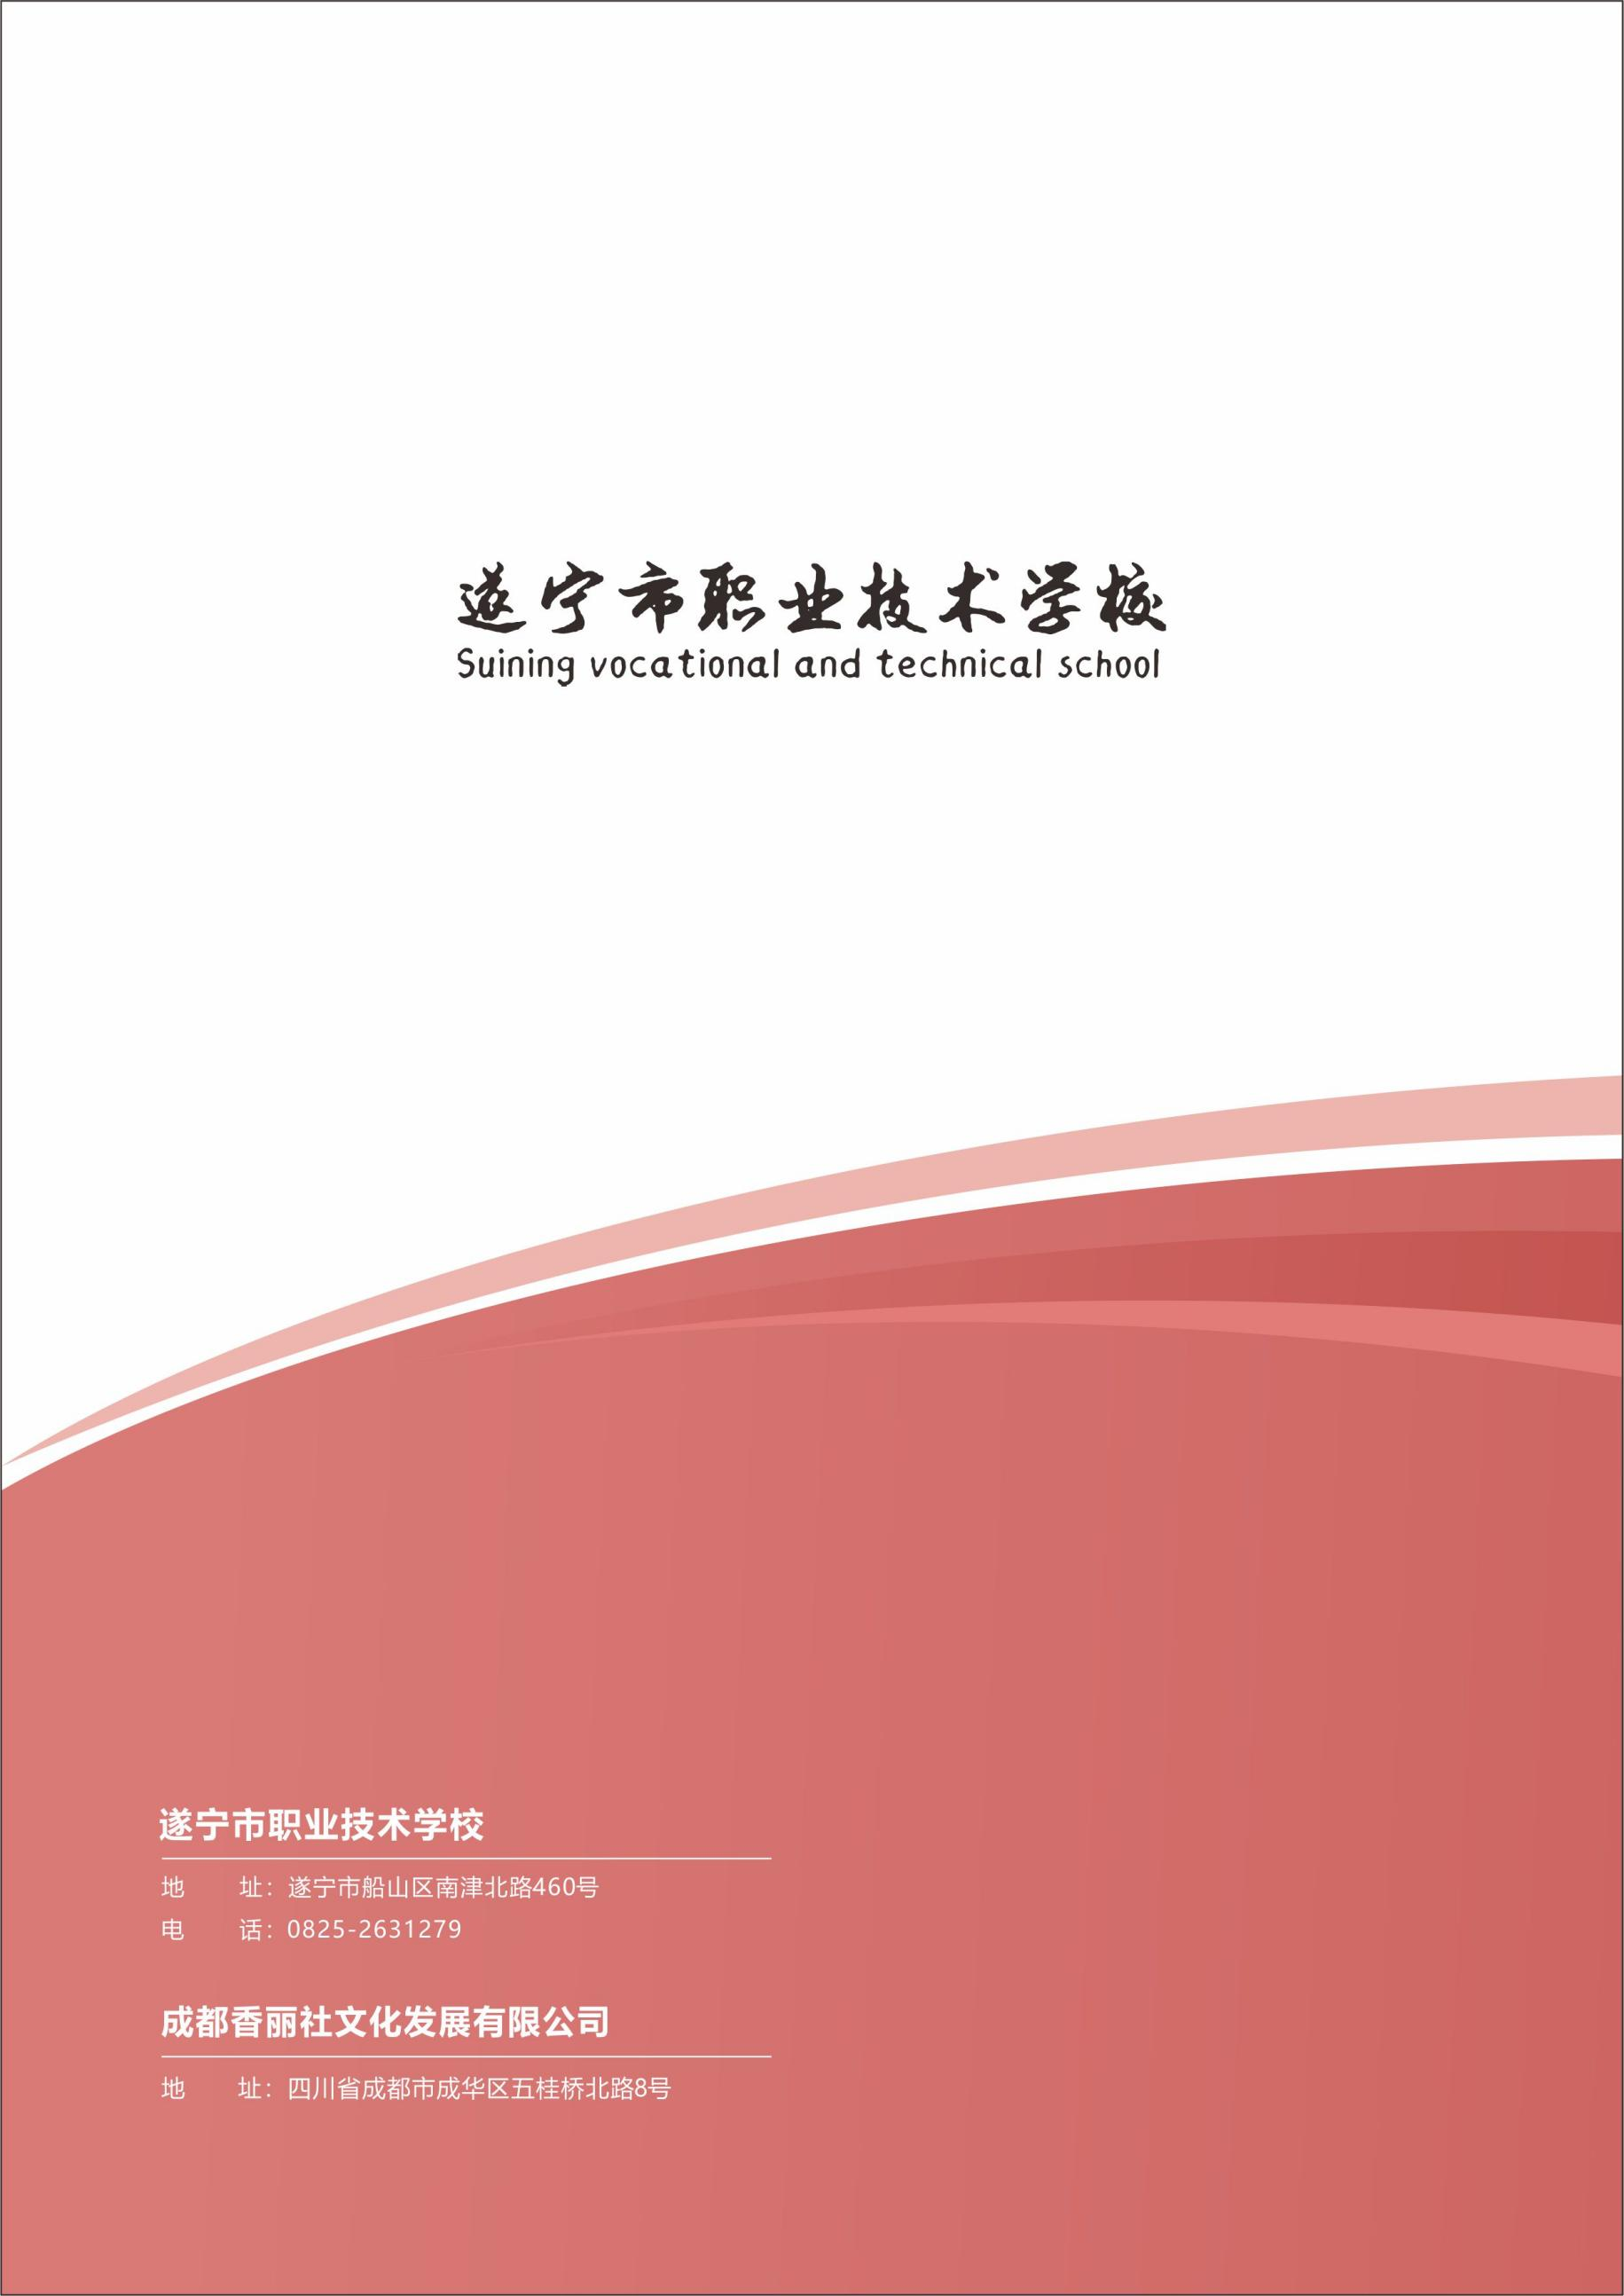 遂宁市职业技术学校
Suining vocational and technical school
遂宁市职业技术学校
地 址：遂宁市船山区南津北路460号
电 话：0825-2631279
成都香丽社文化发展有限公司
地 址：四川省成都市成华区五桂桥北路8号